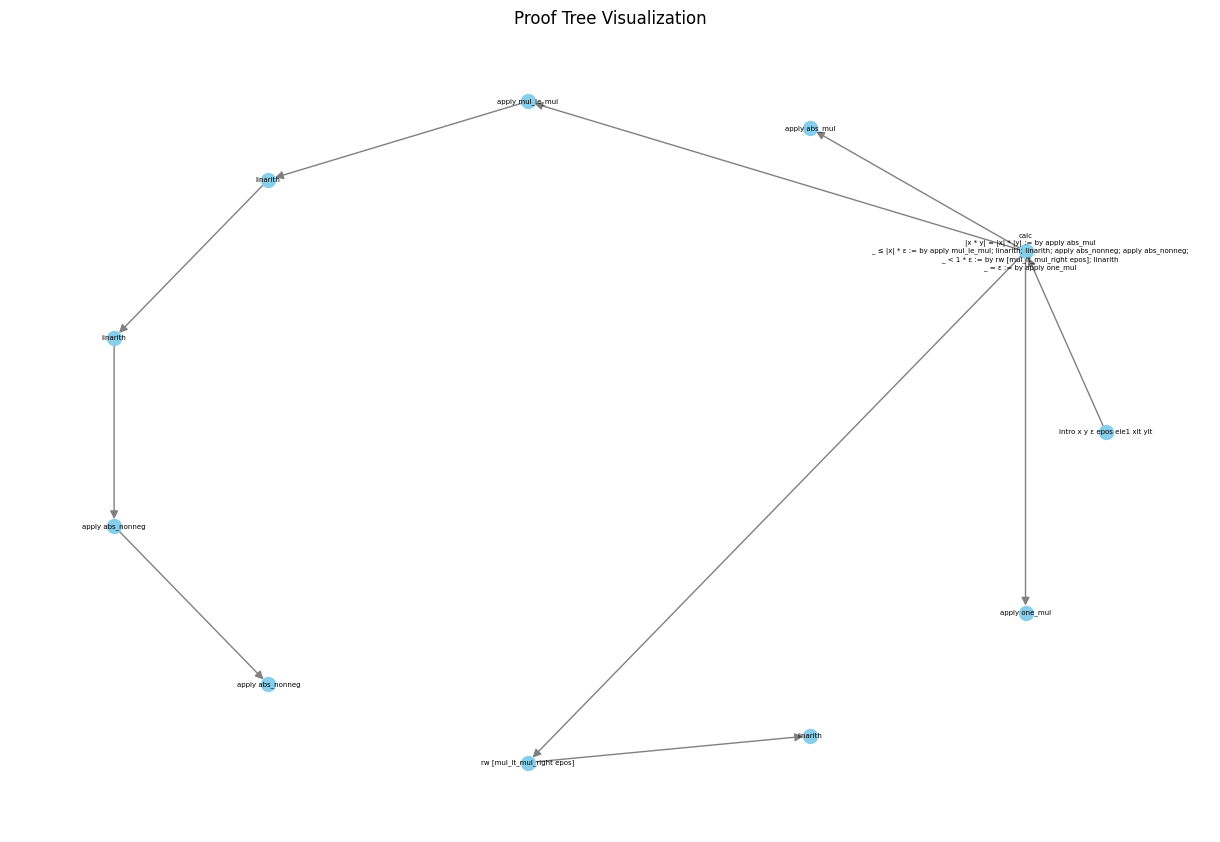 Proof Tree Visualization
apply mul_le_mul
apply abs_mul
linarith
calc
|x * y| = |x| * |y| := by apply abs_mul
_ ≤ |x| * ε := by apply mul_le_mul; linarith; linarith; apply abs_nonneg; apply abs_nonneg;
_ < 1 * ε := by rw [mul_lt_mul_right epos]; linarith
_ = ε := by apply one_mul
linarith
intro x y ε epos ele1 xlt ylt
apply abs_nonneg
apply one_mul
apply abs_nonneg
linarith
rw [mul_lt_mul_right epos]